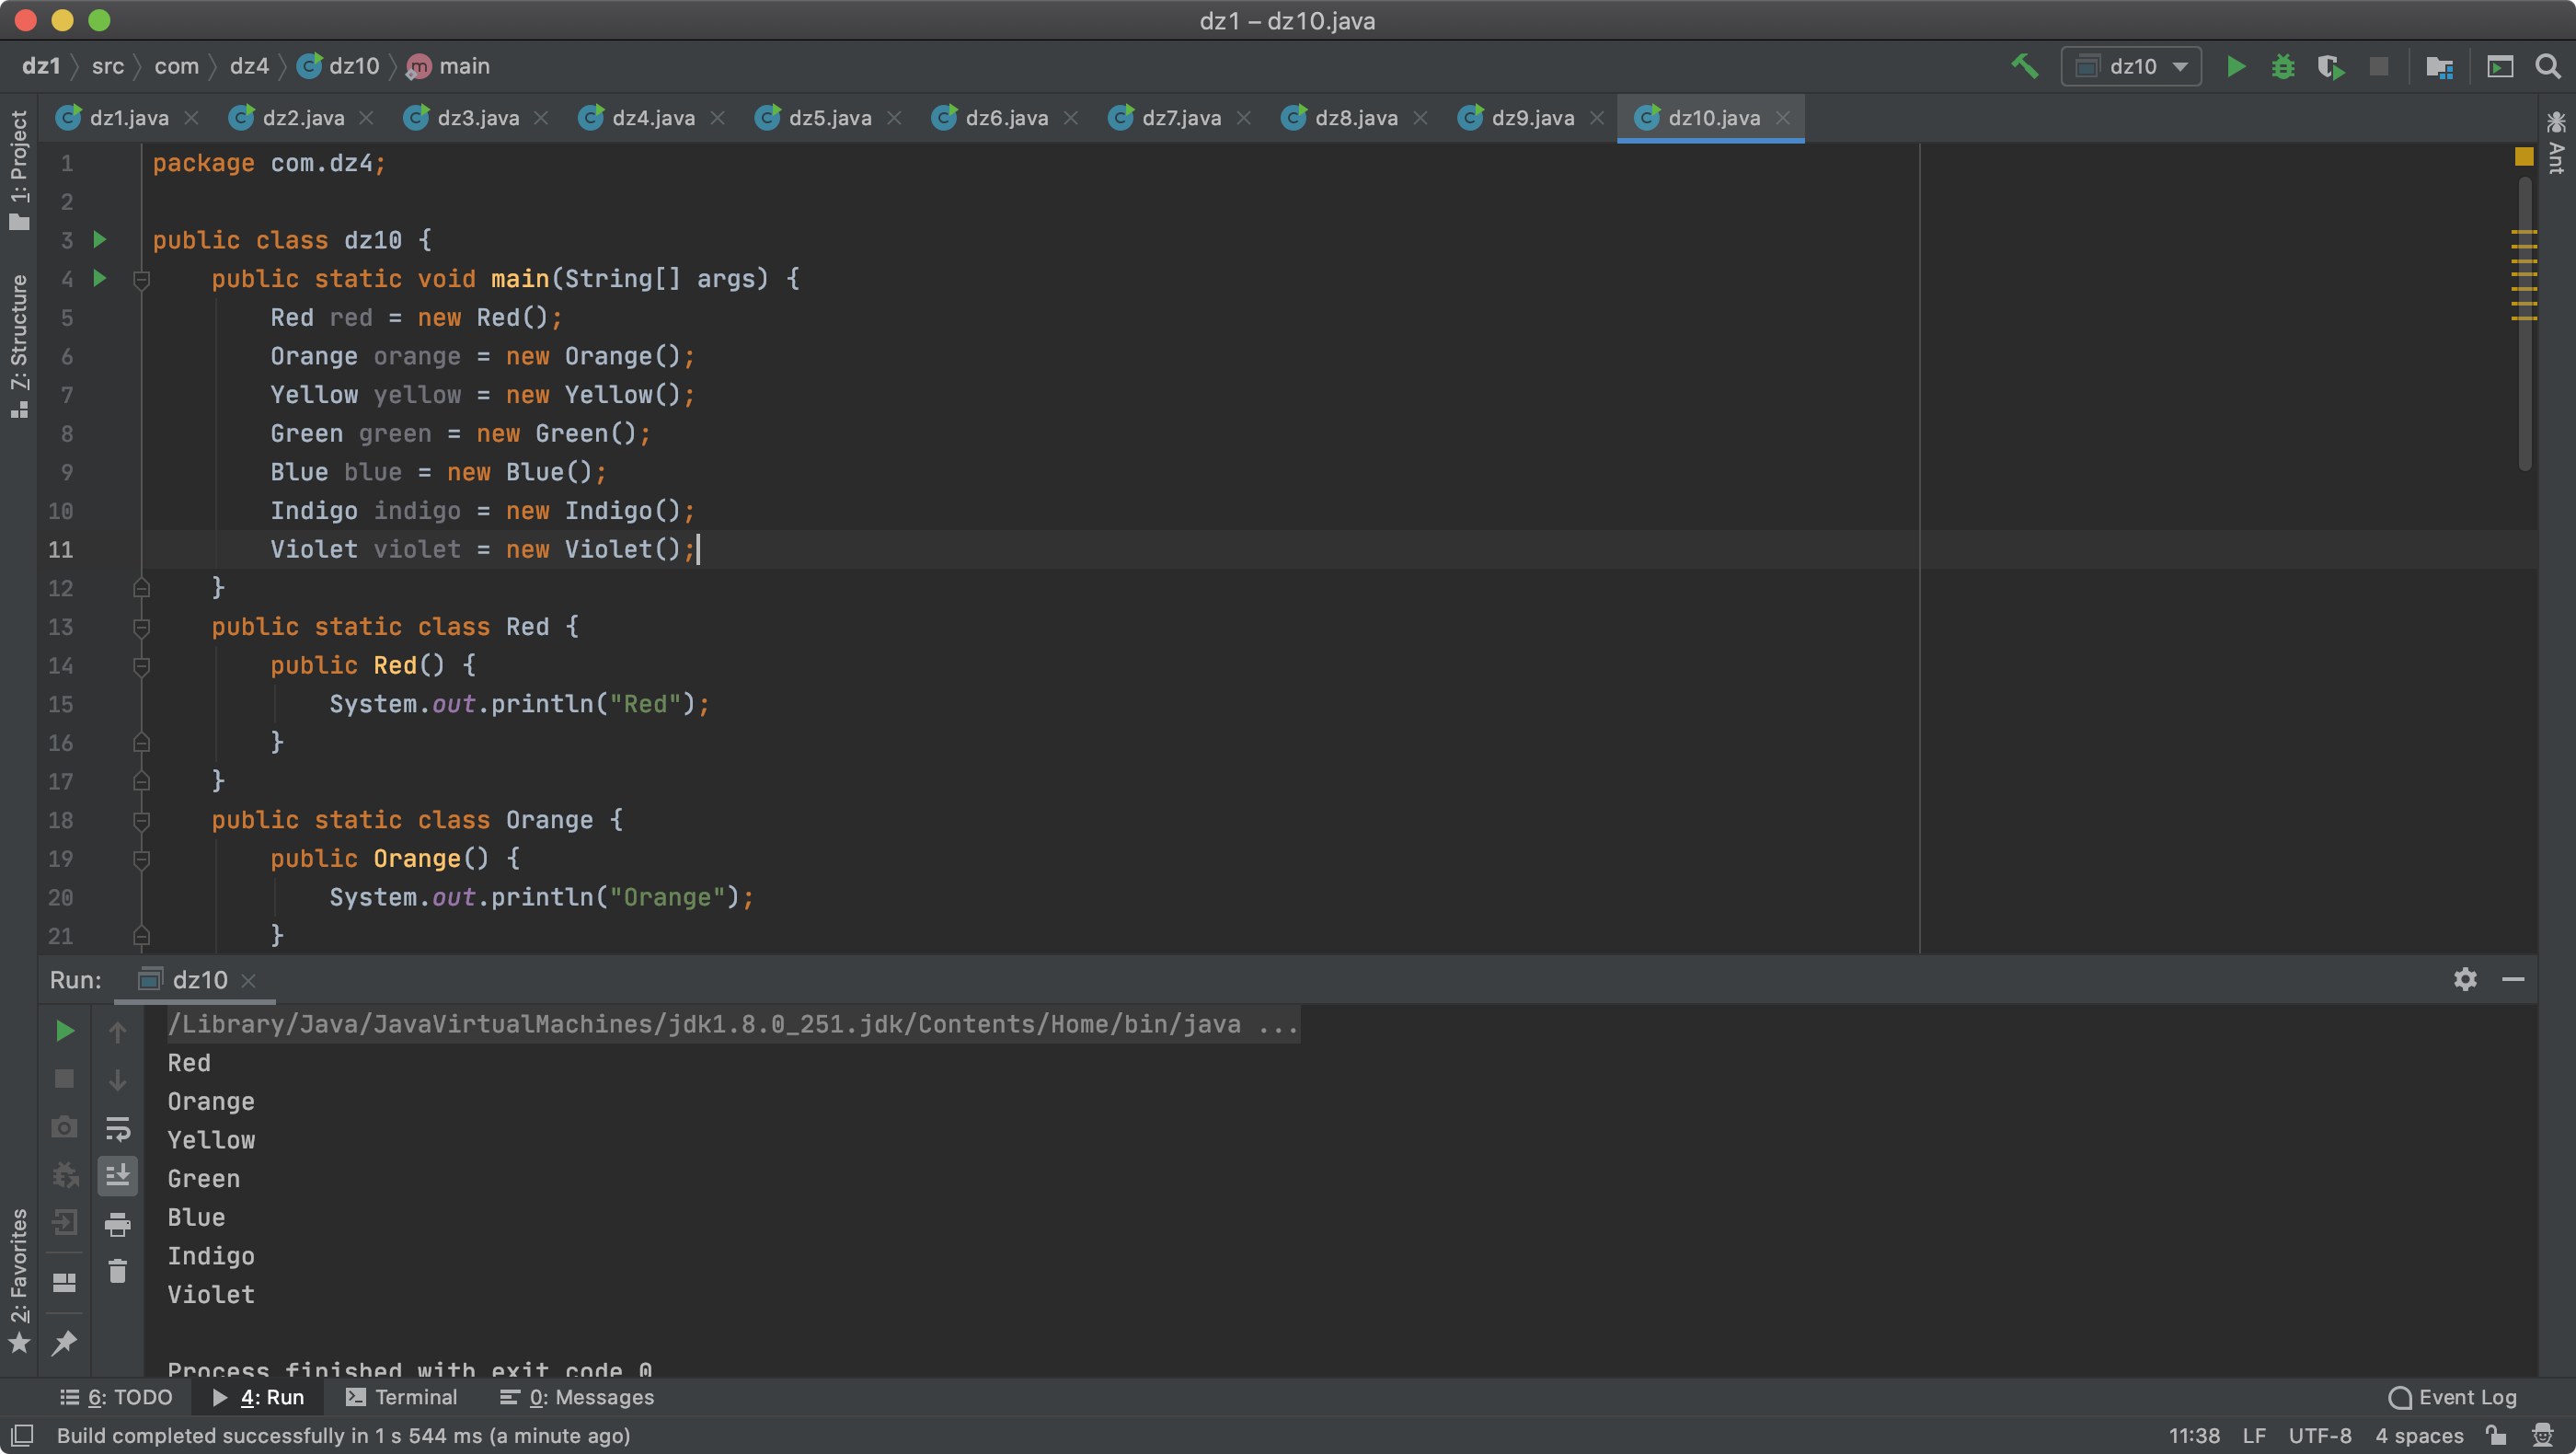 dz1 – dz10.java
dz1 src com dz4 dz10 main
dz10
dz1.java dz2.java dz3.java dz4.java dz5.java dz6.java dz7.java dz8.java dz9.java dz10.java
1: Project
7: Structure
2: Favorites
Ant
1 package com.dz4;
2
3 public class dz10 {
4     public static void main(String[] args) {
5         Red red = new Red();
6         Orange orange = new Orange();
7         Yellow yellow = new Yellow();
8         Green green = new Green();
9         Blue blue = new Blue();
10         Indigo indigo = new Indigo();
11         Violet violet = new Violet();
12     }
13     public static class Red {
14         public Red() {
15             System.out.println("Red");
16         }
17     }
18     public static class Orange {
19         public Orange() {
20             System.out.println("Orange");
21         }
Run: dz10
/Library/Java/JavaVirtualMachines/jdk1.8.0_251.jdk/Contents/Home/bin/java ...
Red
Orange
Yellow
Green
Blue
Indigo
Violet
Process finished with exit code 0
6: TODO 4: Run Terminal 0: Messages Event Log
Build completed successfully in 1 s 544 ms (a minute ago) 11:38 LF UTF-8 4 spaces